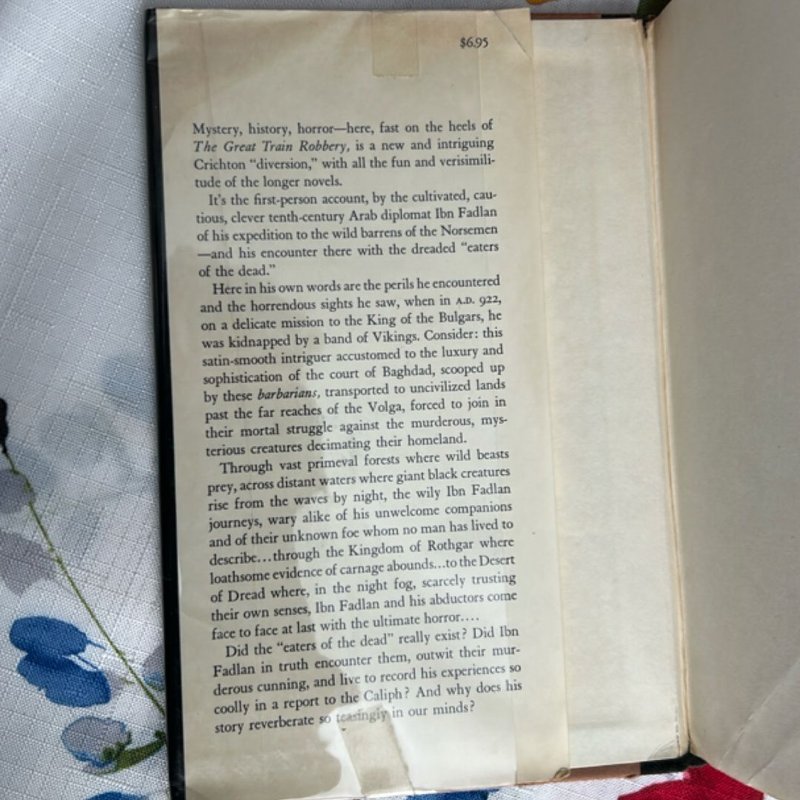 $6.95
Mystery, history, horror—here, fast on the heels of
The Great Train Robbery, is a new and intriguing
Crichton "diversion," with all the fun and verisimili-
tude of the longer novels.
It's the first-person account, by the cultivated, cau-
tious, clever tenth-century Arab diplomat Ibn Fadlan
of his expedition to the wild barrens of the Norsemen
—and his encounter there with the dreaded "eaters
of the dead."
Here in his own words are the perils he encountered
and the horrendous sights he saw, when in A.D. 922,
on a delicate mission to the King of the Bulgars, he
was kidnapped by a band of Vikings. Consider: this
satin-smooth intriguer accustomed to the luxury and
sophistication of the court of Baghdad, scooped up
by these barbarians, transported to uncivilized lands
past the far reaches of the Volga, forced to join in
their mortal struggle against the murderous, mys-
terious creatures decimating their homeland.
Through vast primeval forests where wild beasts
prey, across distant waters where giant black creatures
rise from the waves by night, the wily Ibn Fadlan
journeys, wary alike of his unwelcome companions
and of their unknown foe whom no man has lived to
describe...through the Kingdom of Rothgar where
loathsome evidence of carnage abounds...to the Desert
of Dread where, in the night fog, scarcely trusting
their own senses, Ibn Fadlan and his abductors come
face to face at last with the ultimate horror....
Did the "eaters of the dead" really exist? Did Ibn
Fadlan in truth encounter them, outwit their mur-
derous cunning, and live to record his experiences so
coolly in a report to the Caliph? And why does his
story reverberate so teasingly in our minds?